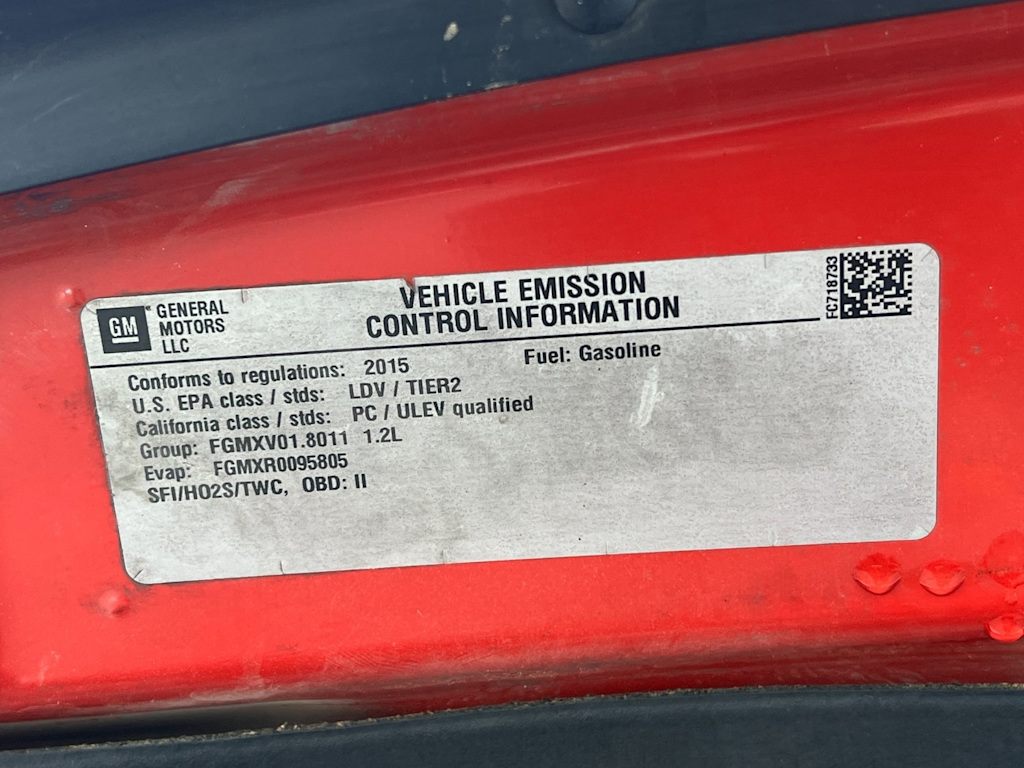 GM
GENERAL
MOTORS
LLC
VEHICLE EMISSION
CONTROL INFORMATION
FC718733
Conforms to regulations: 2015 Fuel: Gasoline
U.S. EPA class / stds: LDV / TIER2
California class / stds: PC / ULEV qualified
Group: FGMXV01.8011 1.2L
Evap: FGMXR0095805
SFI/HO2S/TWC, OBD: II